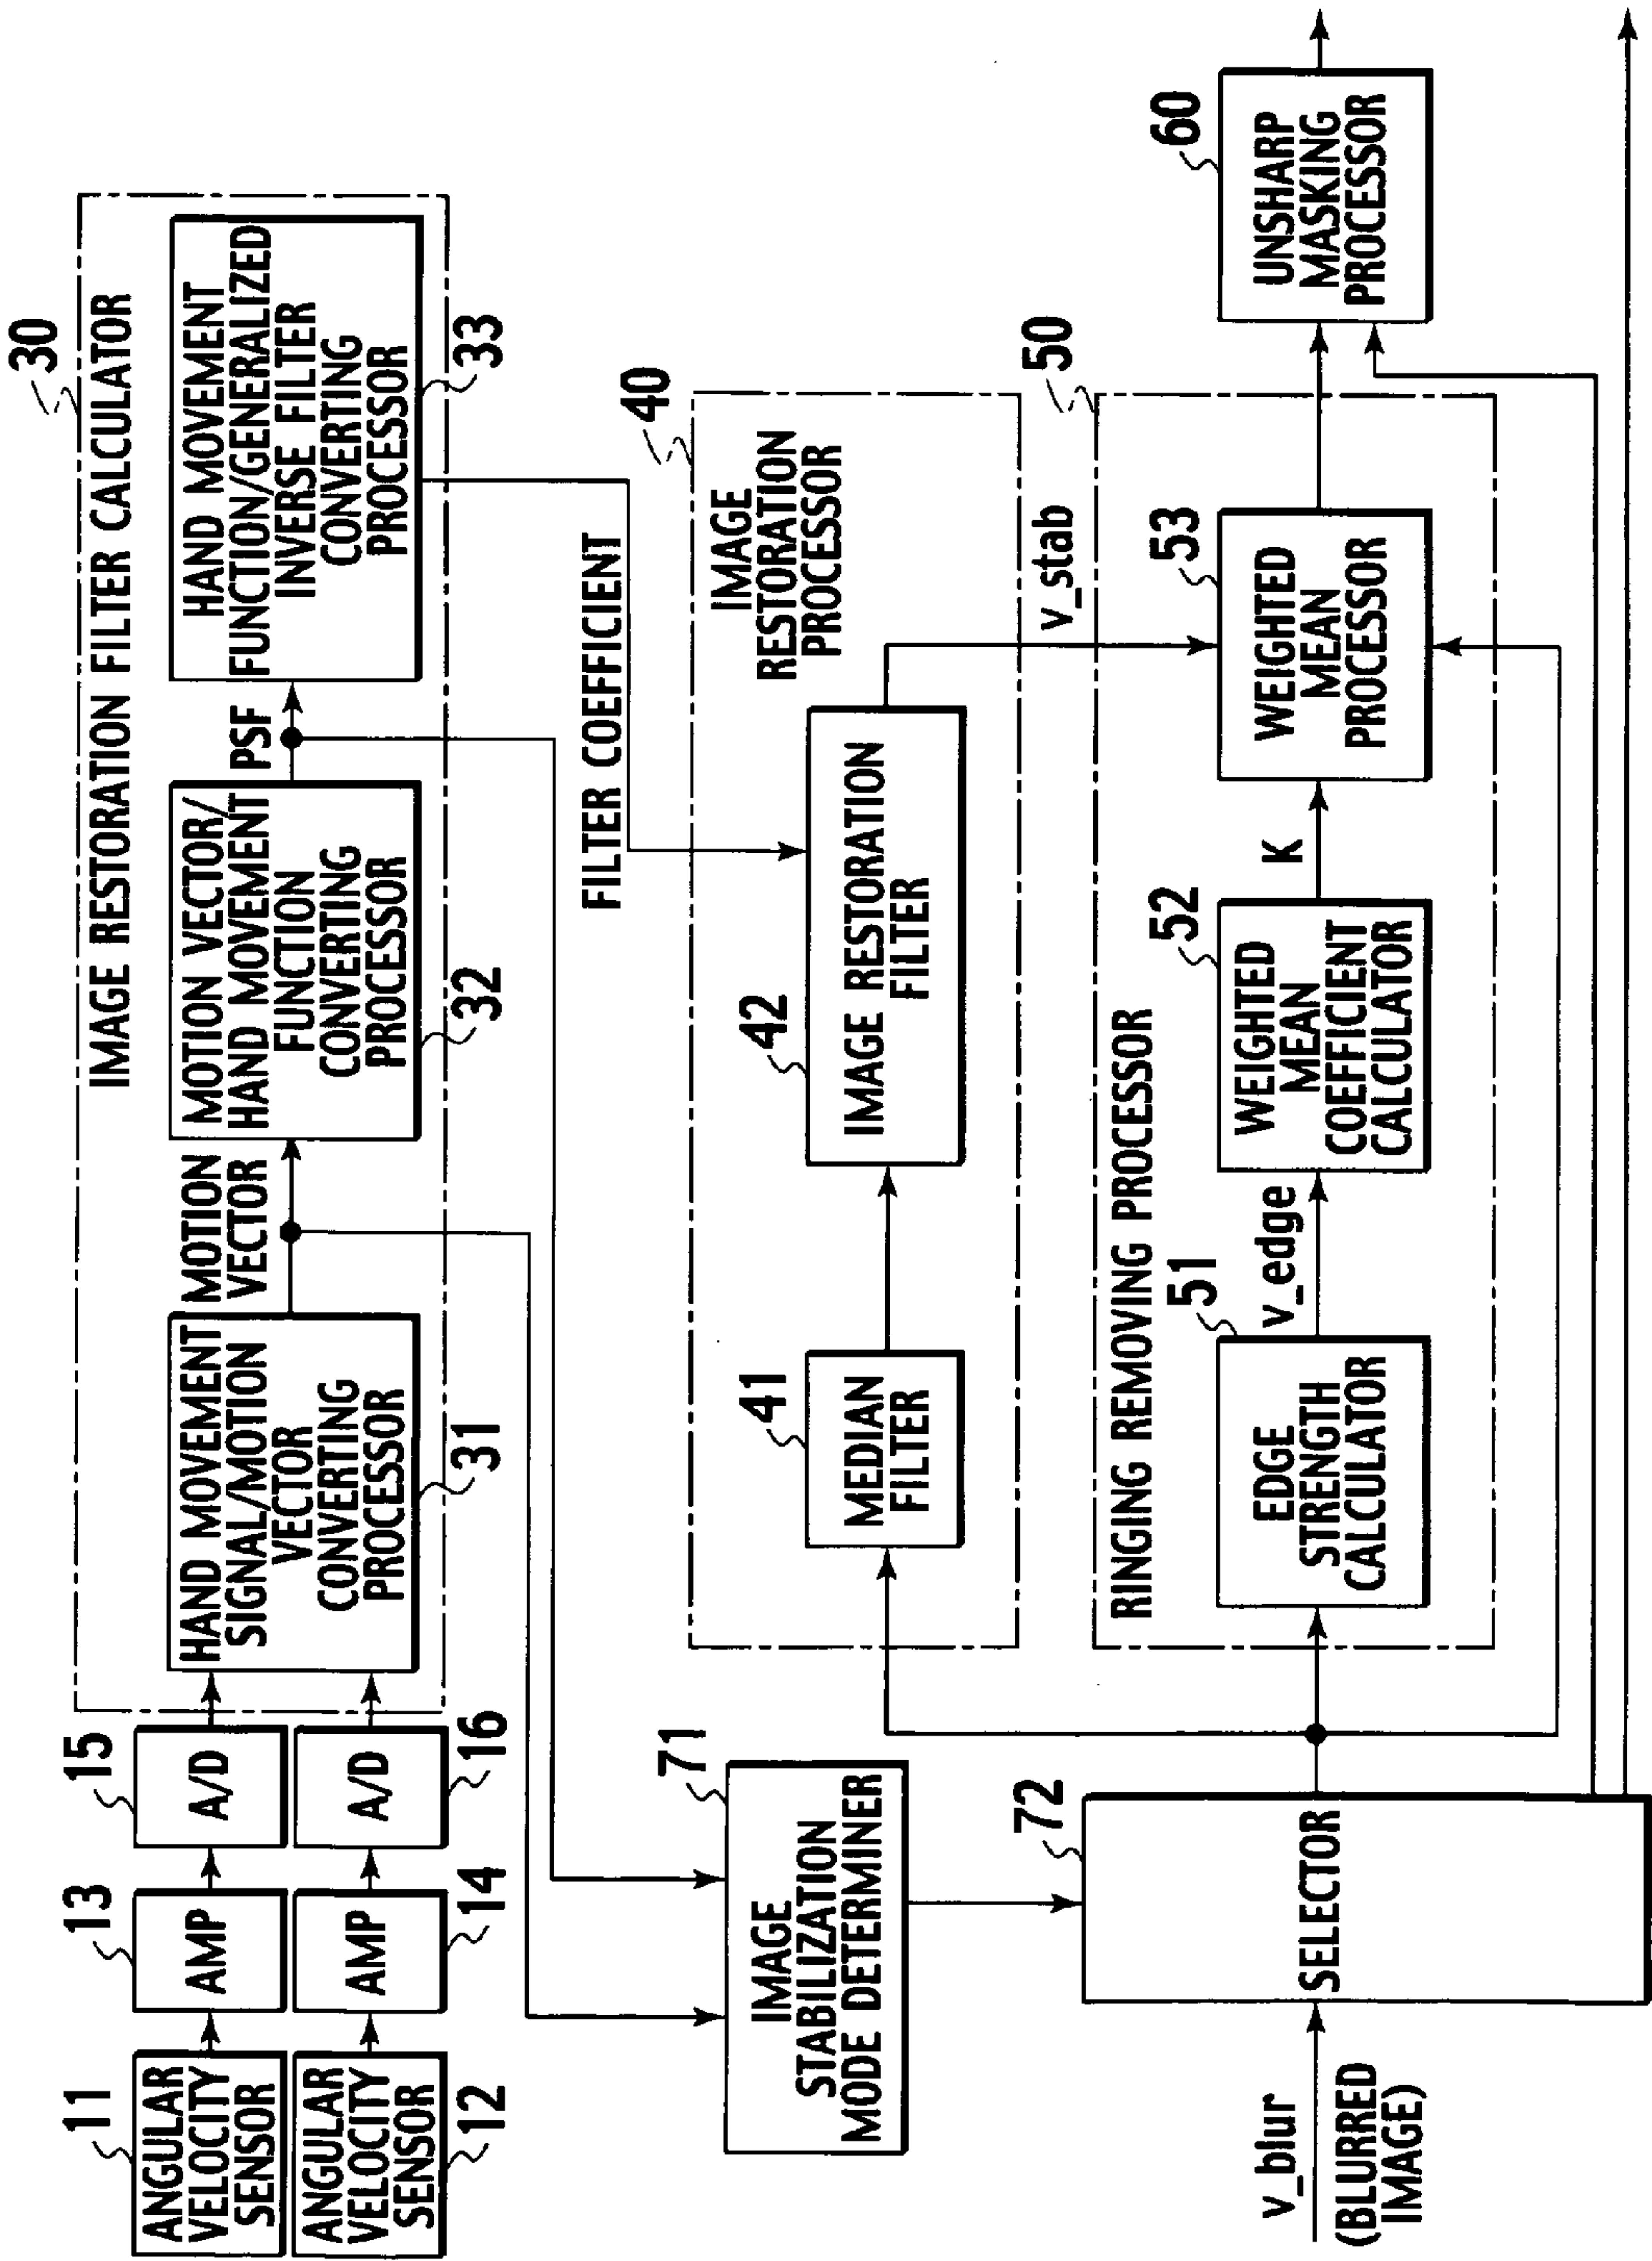 30
IMAGE RESTORATION FILTER CALCULATOR
11
ANGULAR
VELOCITY
SENSOR
13
AMP
15
A/D
12
ANGULAR
VELOCITY
SENSOR
14
AMP
16
A/D
HAND MOVEMENT
SIGNAL/MOTION
VECTOR
CONVERTING
PROCESSOR
31
MOTION
VECTOR
MOTION VECTOR/
HAND MOVEMENT
FUNCTION
CONVERTING
PROCESSOR
32
PSF
HAND MOVEMENT
FUNCTION/GENERALIZED
INVERSE FILTER
CONVERTING
PROCESSOR
33
FILTER COEFFICIENT
40
IMAGE
RESTORATION
PROCESSOR
41
MEDIAN
FILTER
42
IMAGE RESTORATION
FILTER
v_stab
71
IMAGE
STABILIZATION
MODE DETERMINER
50
RINGING REMOVING PROCESSOR
v_blur
(BLURRED
IMAGE)
72
SELECTOR
51
EDGE
STRENGTH
CALCULATOR
v_edge
52
WEIGHTED
MEAN
COEFFICIENT
CALCULATOR
K
53
WEIGHTED
MEAN
PROCESSOR
60
UNSHARP
MASKING
PROCESSOR